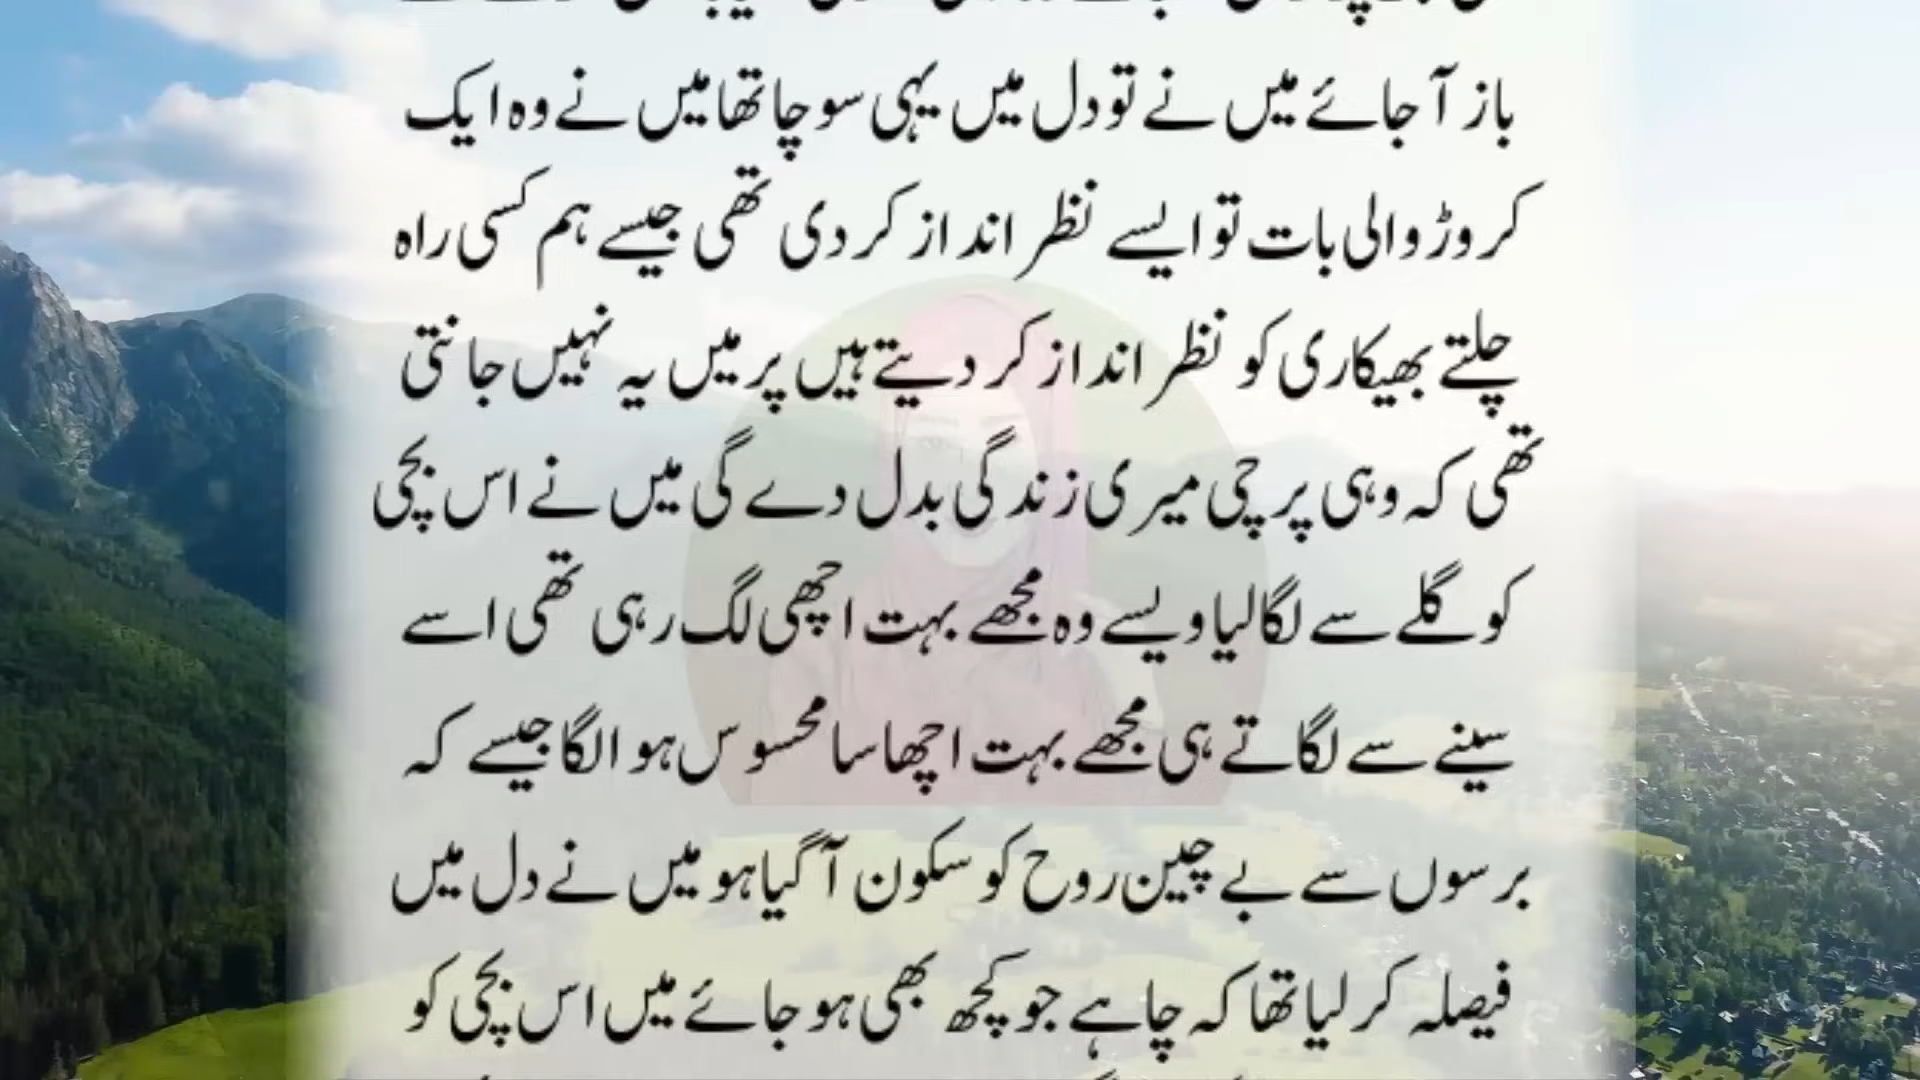 باز آ جائے میں نے تو دل میں یہی سوچا تھا میں نے وہ ایک
کروڑ والی بات تو ایسے نظر انداز کر دی تھی جیسے ہم کسی راہ
چلتے بھیکاری کو نظر انداز کر دیتے ہیں پر میں یہ نہیں جانتی
تھی کہ وہی پرچی میری زندگی بدل دے گی میں نے اس بچی
کو گلے سے لگا لیا ویسے وہ مجھے بہت اچھی لگ رہی تھی اسے
سینے سے لگاتے ہی مجھے بہت اچھا سا محسوس ہوا لگا جیسے کہ
برسوں سے بے چین روح کو سکون آ گیا ہو میں نے دل میں
فیصلہ کر لیا تھا کہ چاہے جو کچھ بھی ہو جائے میں اس بچی کو